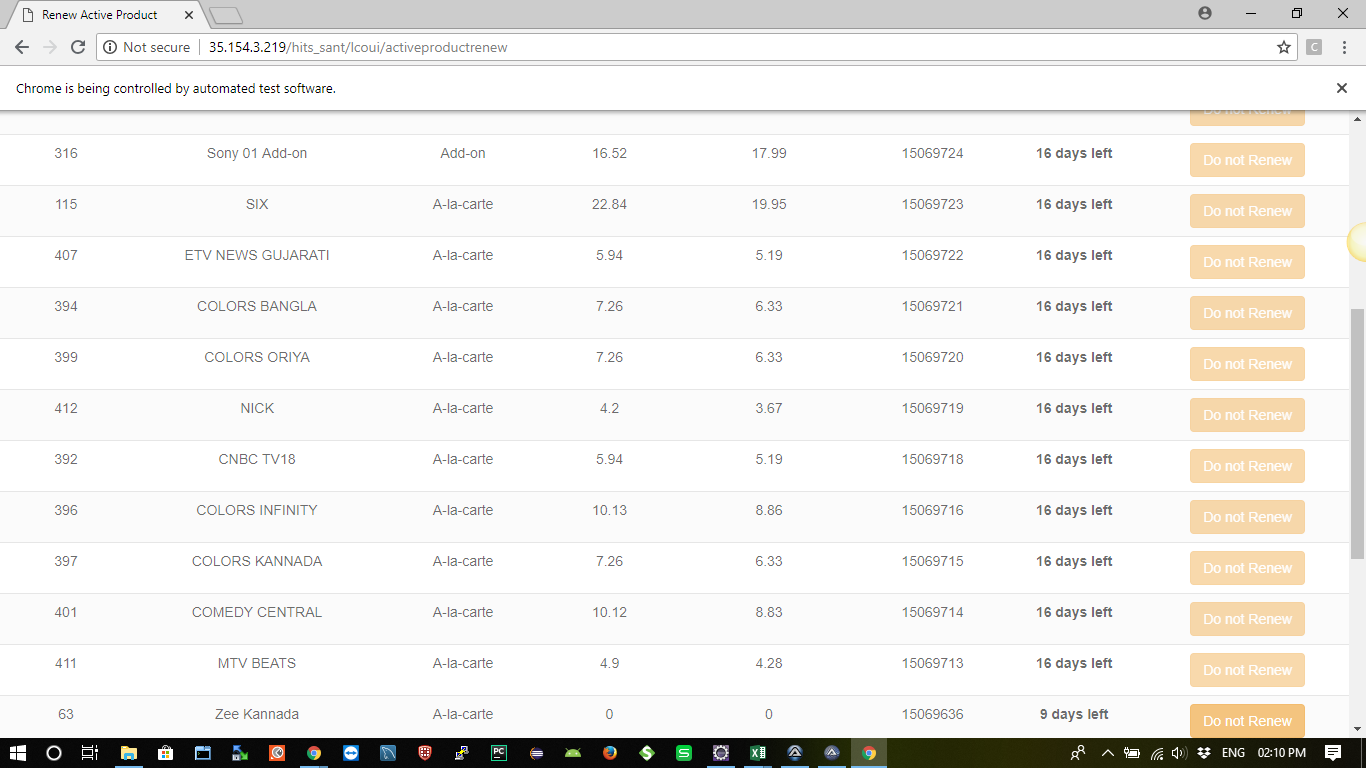 Renew Active Product
Not secure 35.154.3.219/hits_sant/lcoui/activeproductrenew
C
Chrome is being controlled by automated test software.
Do not Renew
316 Sony 01 Add-on Add-on 16.52 17.99 15069724 16 days left Do not Renew
115 SIX A-la-carte 22.84 19.95 15069723 16 days left Do not Renew
407 ETV NEWS GUJARATI A-la-carte 5.94 5.19 15069722 16 days left Do not Renew
394 COLORS BANGLA A-la-carte 7.26 6.33 15069721 16 days left Do not Renew
399 COLORS ORIYA A-la-carte 7.26 6.33 15069720 16 days left Do not Renew
412 NICK A-la-carte 4.2 3.67 15069719 16 days left Do not Renew
392 CNBC TV18 A-la-carte 5.94 5.19 15069718 16 days left Do not Renew
396 COLORS INFINITY A-la-carte 10.13 8.86 15069716 16 days left Do not Renew
397 COLORS KANNADA A-la-carte 7.26 6.33 15069715 16 days left Do not Renew
401 COMEDY CENTRAL A-la-carte 10.12 8.83 15069714 16 days left Do not Renew
411 MTV BEATS A-la-carte 4.9 4.28 15069713 16 days left Do not Renew
63 Zee Kannada A-la-carte 0 0 15069636 9 days left Do not Renew
PC S ENG 02:10 PM